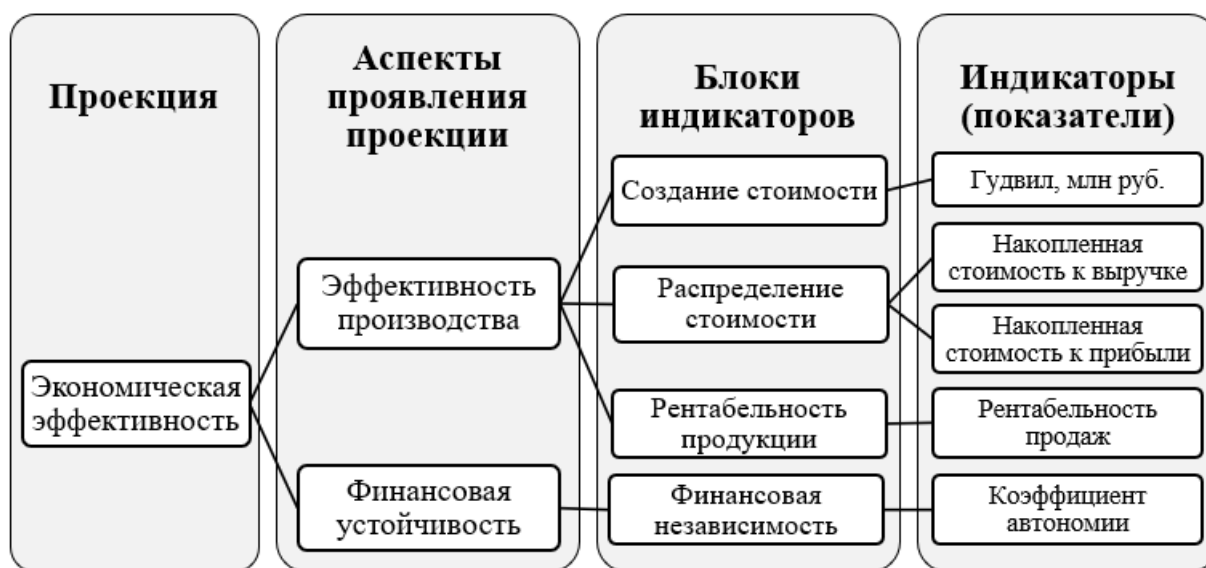 Проекция
Аспекты
проявления
проекции
Блоки
индикаторов
Индикаторы
(показатели)
Экономическая
эффективность
Эффективность
производства
Финансовая
устойчивость
Создание стоимости
Распределение
стоимости
Рентабельность
продукции
Финансовая
независимость
Гудвил, млн руб.
Накопленная
стоимость к выручке
Накопленная
стоимость к прибыли
Рентабельность
продаж
Коэффициент
автономии